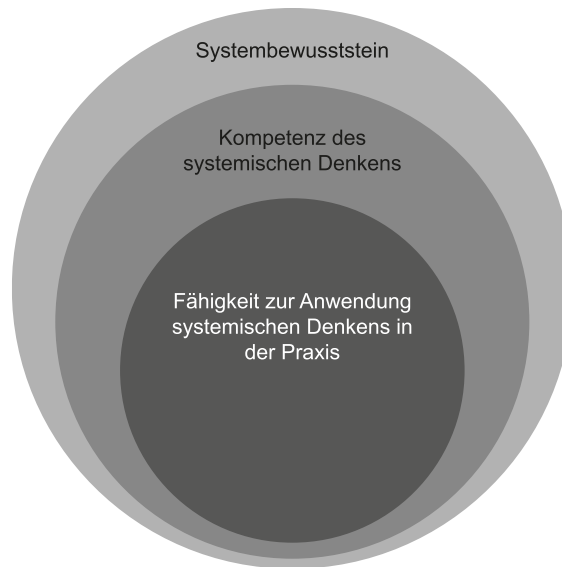 Systembewusststein
Kompetenz des
systemischen Denkens
Fähigkeit zur Anwendung
systemischen Denkens in
der Praxis